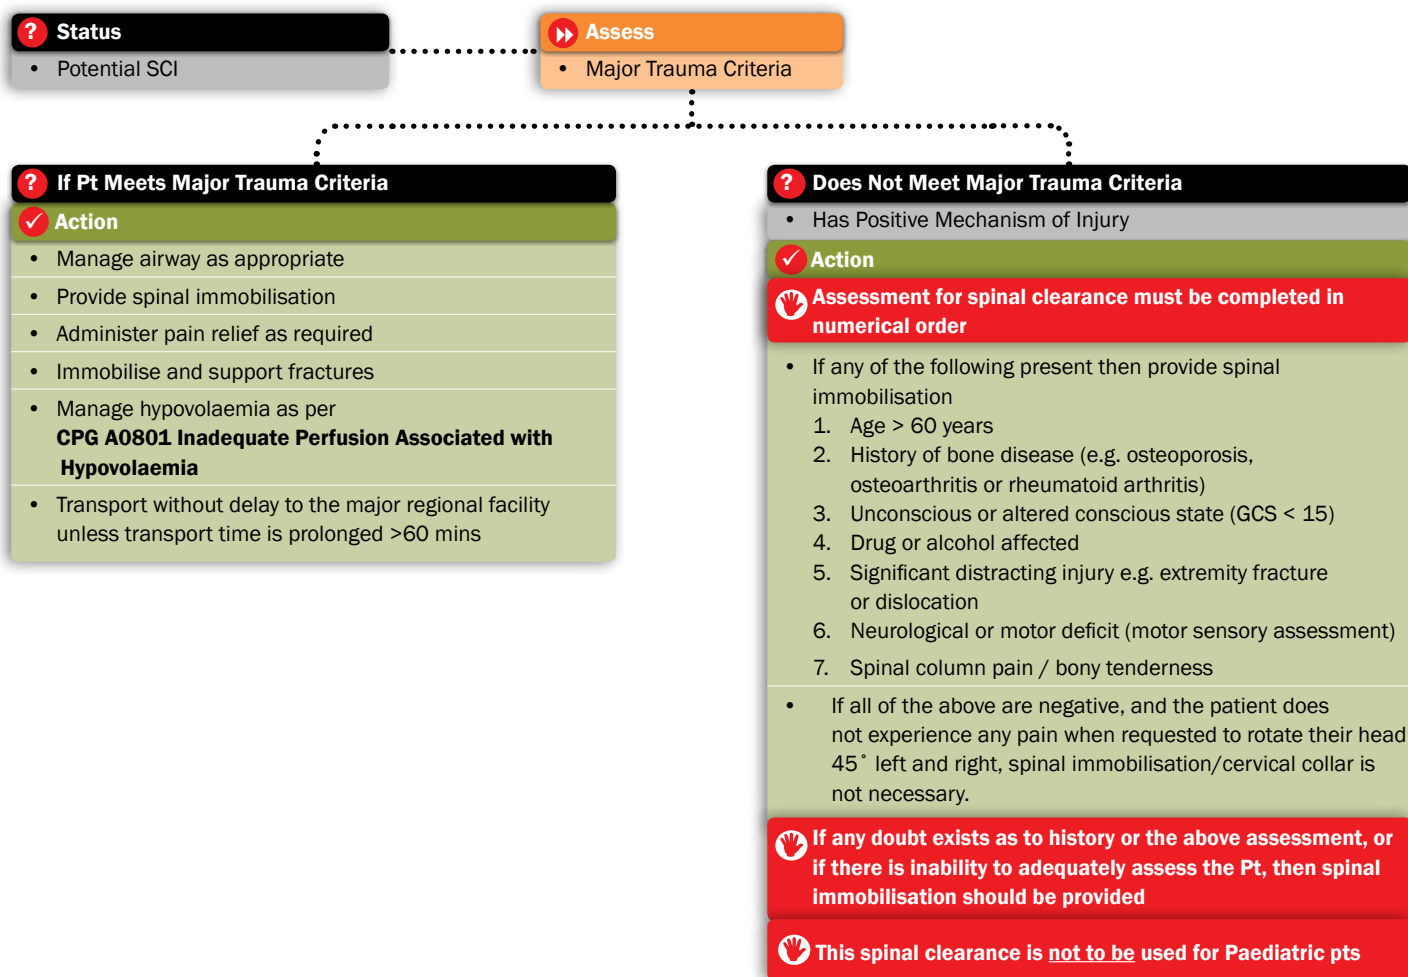 Status
• Potential SCI
Assess
• Major Trauma Criteria
If Pt Meets Major Trauma Criteria
Action
• Manage airway as appropriate
• Provide spinal immobilisation
• Administer pain relief as required
• Immobilise and support fractures
• Manage hypovolaemia as per
CPG A0801 Inadequate Perfusion Associated with
Hypovolaemia
• Transport without delay to the major regional facility
unless transport time is prolonged >60 mins
Does Not Meet Major Trauma Criteria
• Has Positive Mechanism of Injury
Action
Assessment for spinal clearance must be completed in
numerical order
• If any of the following present then provide spinal
immobilisation
1. Age > 60 years
2. History of bone disease (e.g. osteoporosis,
osteoarthritis or rheumatoid arthritis)
3. Unconscious or altered conscious state (GCS < 15)
4. Drug or alcohol affected
5. Significant distracting injury e.g. extremity fracture
or dislocation
6. Neurological or motor deficit (motor sensory assessment)
7. Spinal column pain / bony tenderness
• If all of the above are negative, and the patient does
not experience any pain when requested to rotate their head
45˚ left and right, spinal immobilisation/cervical collar is
not necessary.
If any doubt exists as to history or the above assessment, or
if there is inability to adequately assess the Pt, then spinal
immobilisation should be provided
This spinal clearance is not to be used for Paediatric pts